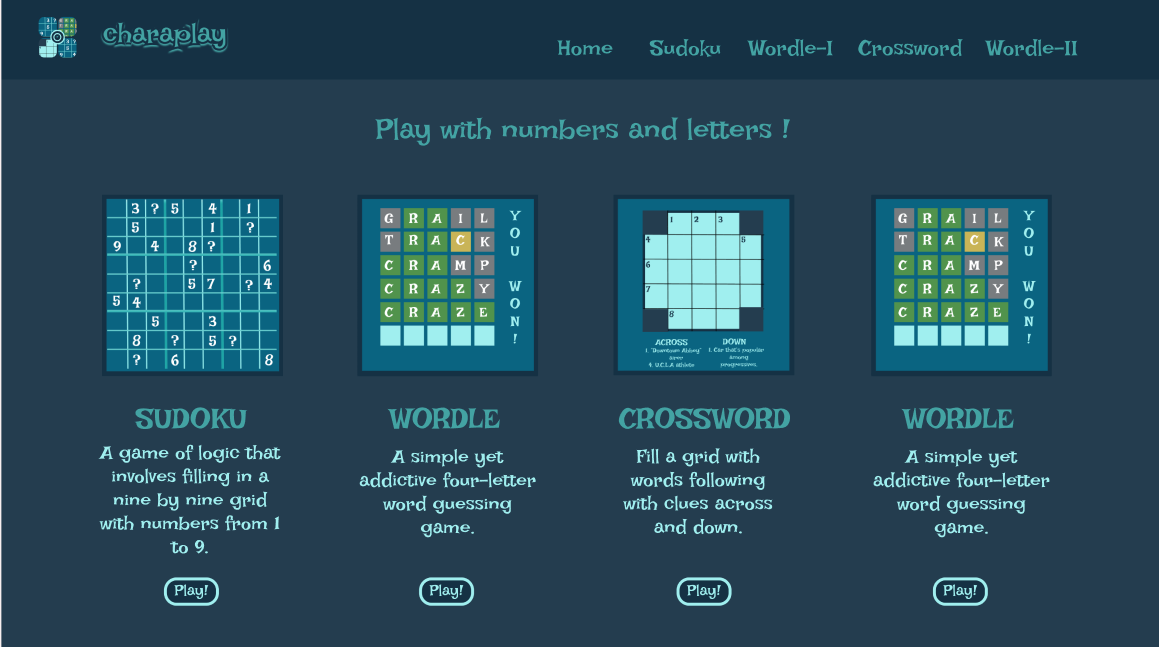 charaplay
Home Sudoku Wordle-I Crossword Wordle-II
Play with numbers and letters !
3 ? 5 4 1
5 1 ?
9 4 8 ?
? 6
? 5 7 ? 4
5 4
5 3
8 ? 5 ?
? 6 8
G R A I L
T R A C K
C R A M P
C R A Z Y
C R A Z E
YOU WON!
1 2 3
4 5
6
7
8
ACROSS DOWN
1. "Downtown Abbey" 1. Car that's popular
among
4. U.C.L.A athlete progressives.
G R A I L
T R A C K
C R A M P
C R A Z Y
C R A Z E
YOU WON!
SUDOKU
A game of logic that
involves filling in a
nine by nine grid
with numbers from 1
to 9.
Play!
WORDLE
A simple yet
addictive four-letter
word guessing
game.
Play!
CROSSWORD
Fill a grid with
words following
with clues across
and down.
Play!
WORDLE
A simple yet
addictive four-letter
word guessing
game.
Play!